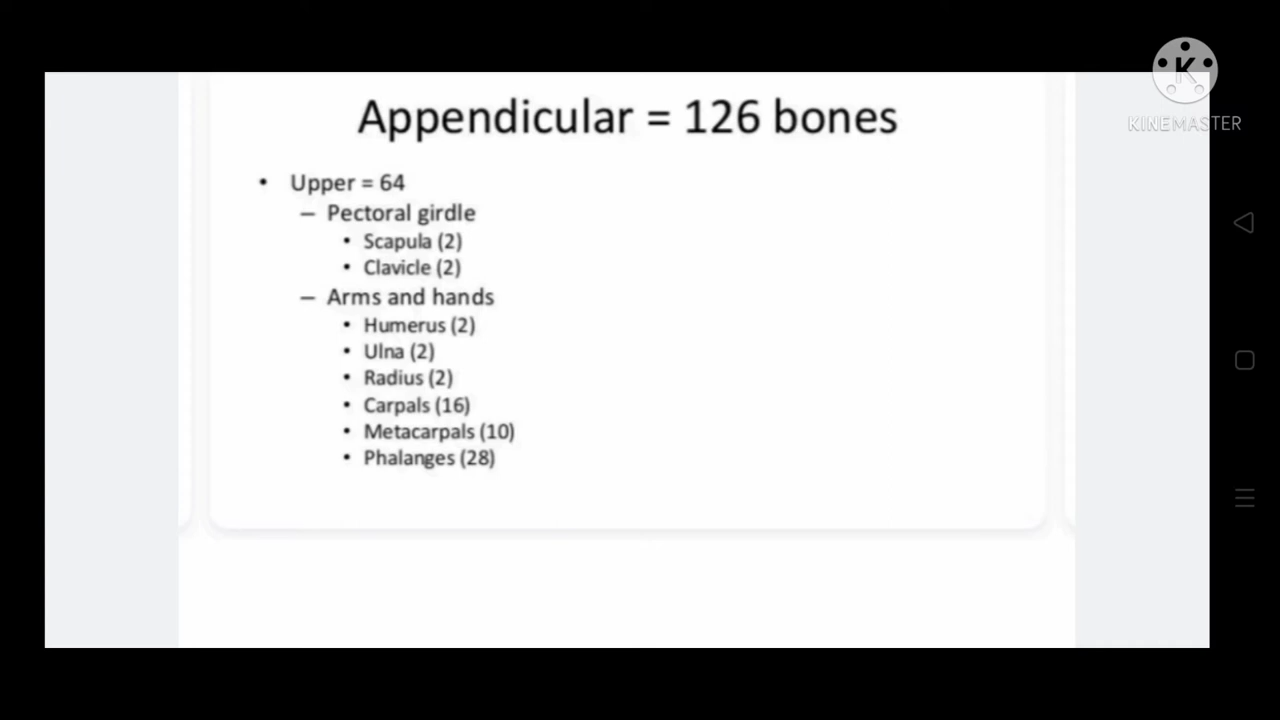 Appendicular = 126 bones
• Upper = 64
– Pectoral girdle
• Scapula (2)
• Clavicle (2)
– Arms and hands
• Humerus (2)
• Ulna (2)
• Radius (2)
• Carpals (16)
• Metacarpals (10)
• Phalanges (28)
K
KINEMASTER